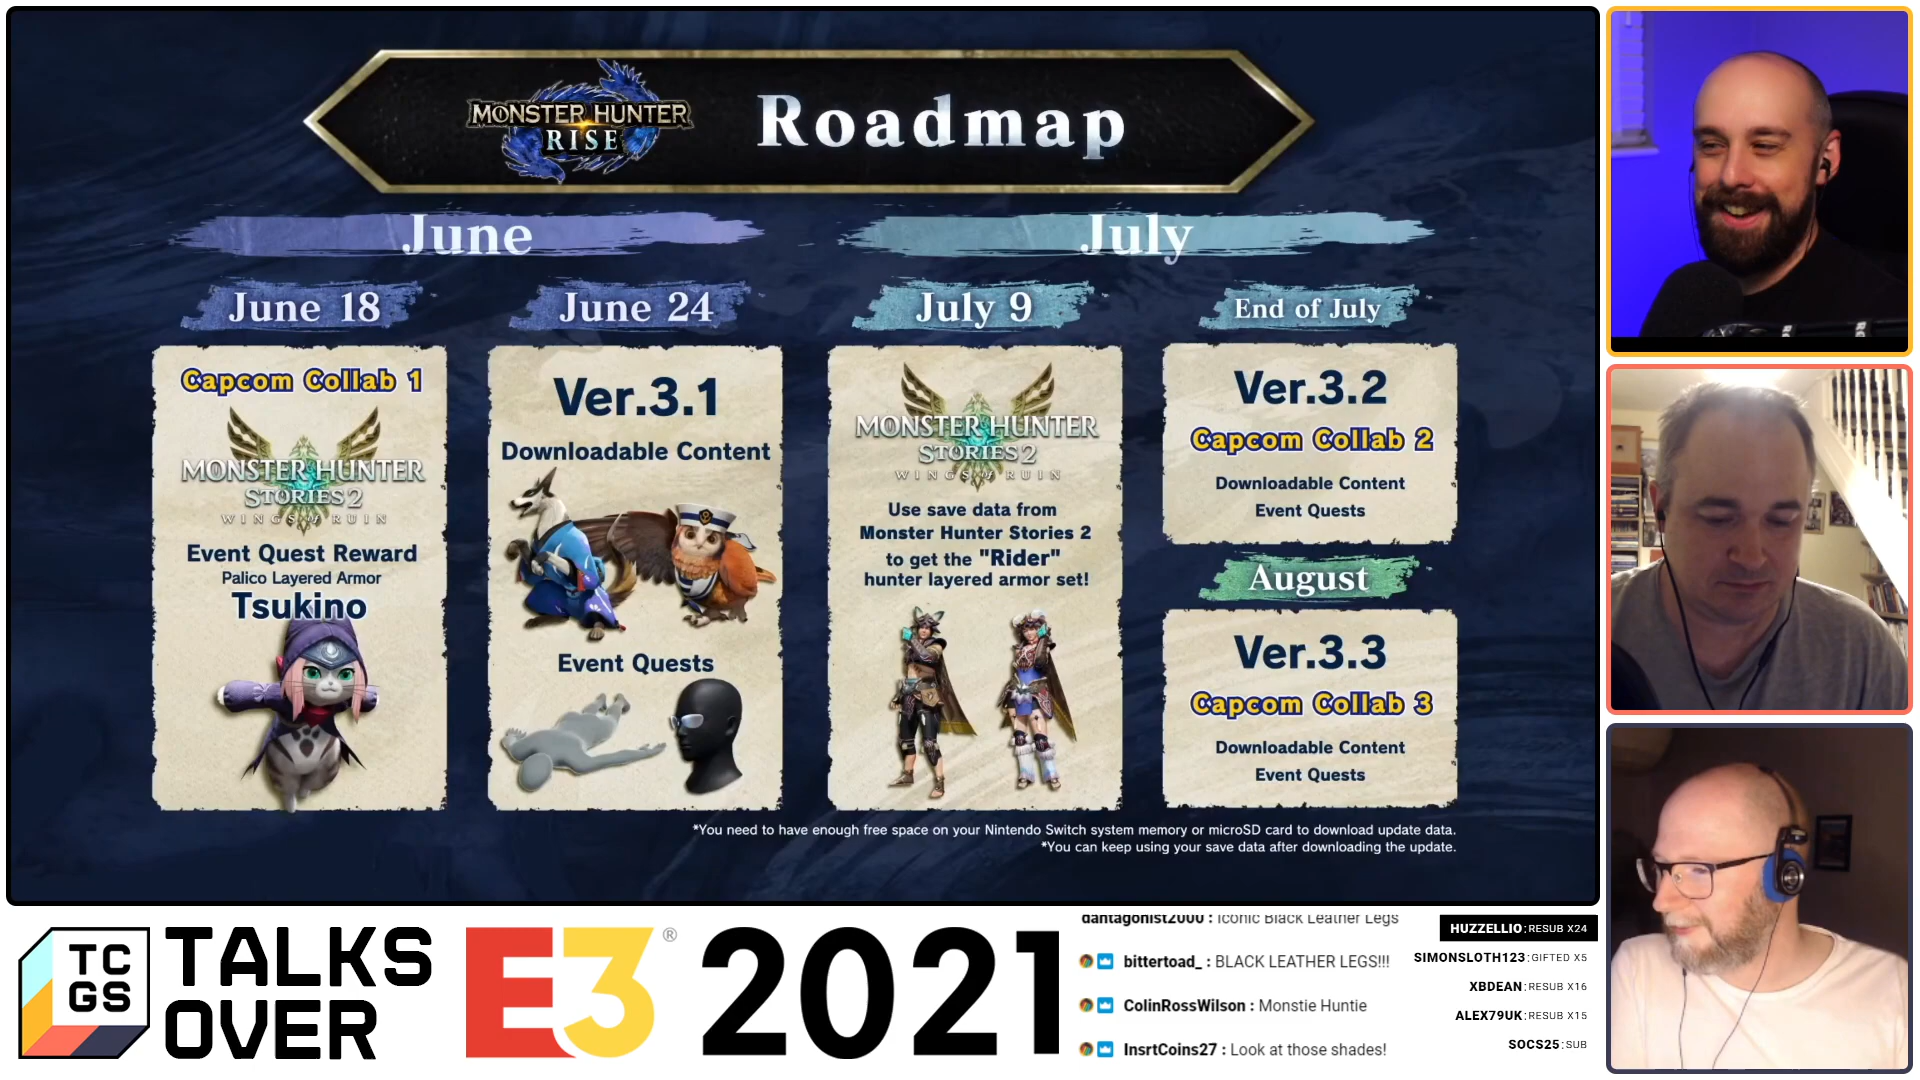 MONSTER HUNTER
RISE
Roadmap
June
July
June 18
June 24
July 9
End of July
Capcom Collab 1
MONSTER HUNTER
STORIES 2
WINGS of RUIN
Event Quest Reward
Palico Layered Armor
Tsukino
Ver.3.1
Downloadable Content
Event Quests
MONSTER HUNTER
STORIES 2
WINGS of RUIN
Use save data from
Monster Hunter Stories 2
to get the "Rider"
hunter layered armor set!
Ver.3.2
Capcom Collab 2
Downloadable Content
Event Quests
August
Ver.3.3
Capcom Collab 3
Downloadable Content
Event Quests
*You need to have enough free space on your Nintendo Switch system memory or microSD card to download update data.
*You can keep using your save data after downloading the update.
TC
GS
TALKS
OVER
E3®
2021
dantagonist2000 : Iconic Black Leather Legs
bittertoad_ : BLACK LEATHER LEGS!!!
ColinRossWilson : Monstie Huntie
InsrtCoins27 : Look at those shades!
HUZZELLIO: RESUB X24
SIMONSLOTH123: GIFTED X5
XBDEAN: RESUB X16
ALEX79UK: RESUB X15
SOCS25: SUB